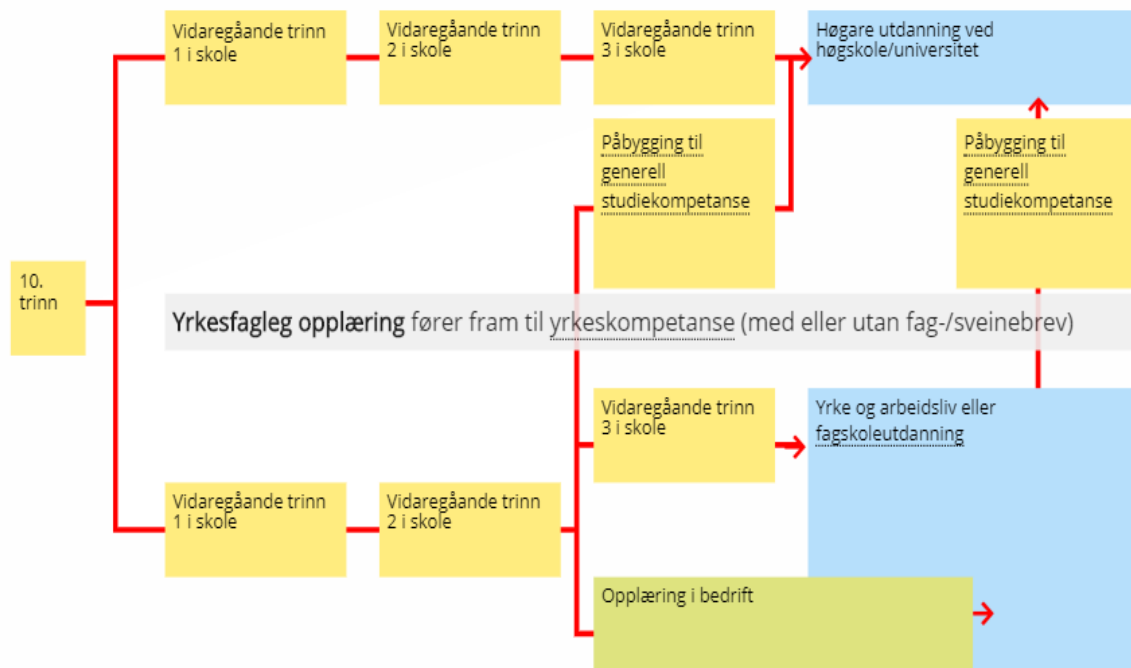 Vidaregåande trinn
1 i skole
Vidaregåande trinn
2 i skole
Vidaregåande trinn
3 i skole
Høgare utdanning ved
høgskole/universitet
Påbygging til
generell
studiekompetanse
Påbygging til
generell
studiekompetanse
10.
trinn
Yrkesfagleg opplæring fører fram til yrkeskompetanse (med eller utan fag-/sveinebrev)
Vidaregåande trinn
3 i skole
Yrke og arbeidsliv eller
fagskoleutdanning
Vidaregåande trinn
1 i skole
Vidaregåande trinn
2 i skole
Opplæring i bedrift